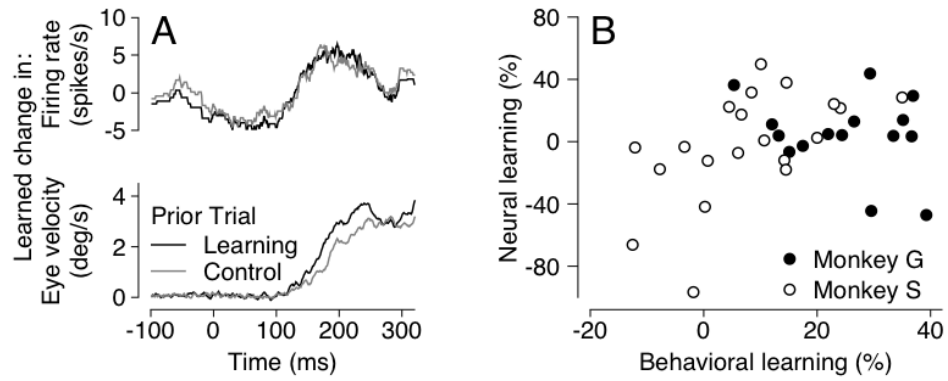 A
Learned change in:
Firing rate
(spikes/s)
10
5
0
-5
Eye velocity
(deg/s)
4
2
0
Prior Trial
Learning
Control
-100
0
100
200
300
Time (ms)
B
Neural learning (%)
80
40
0
-40
-80
Monkey G
Monkey S
-20
0
20
40
Behavioral learning (%)